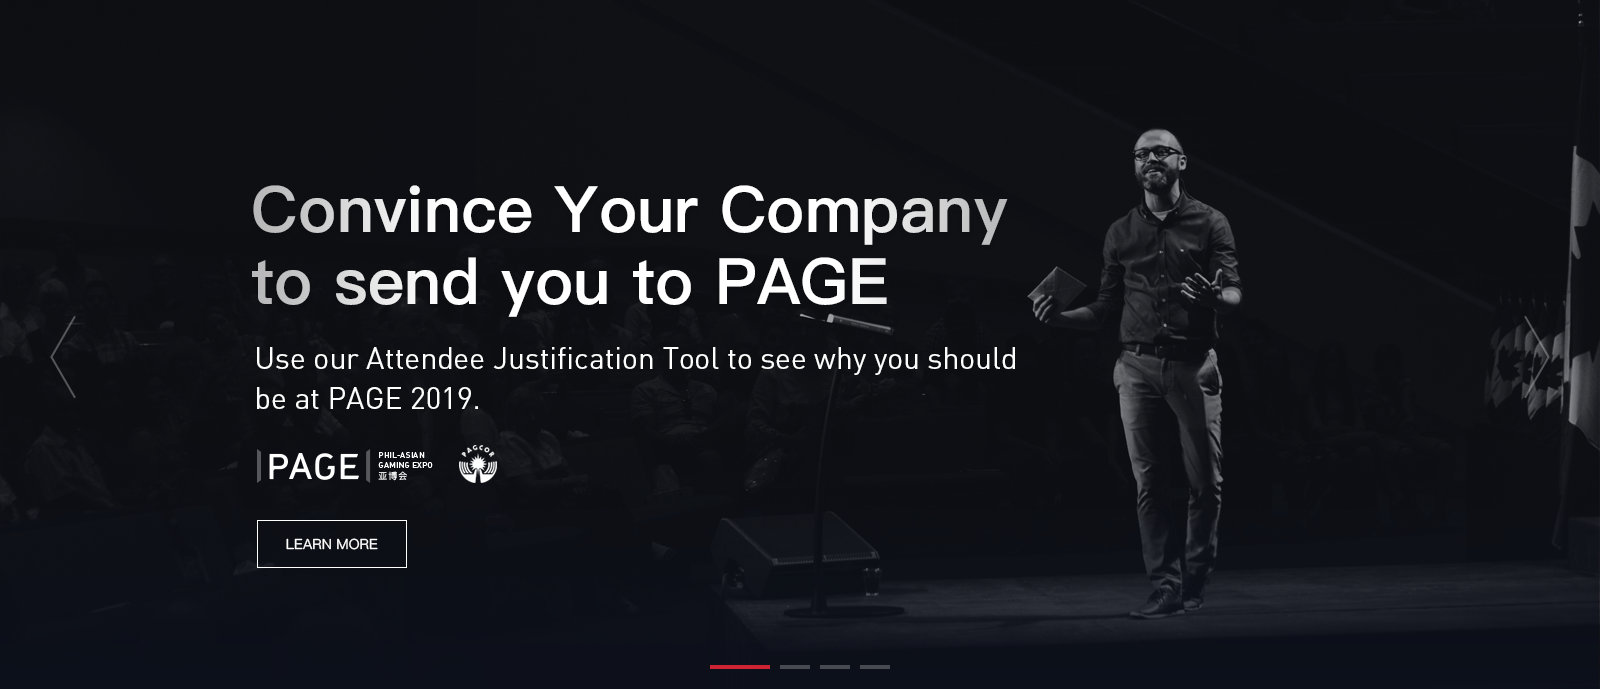 Convince Your Company
to send you to PAGE
Use our Attendee Justification Tool to see why you should
be at PAGE 2019.
PAGE
PHIL-ASIAN
GAMING EXPO
亚博会
PAGCOR
LEARN MORE